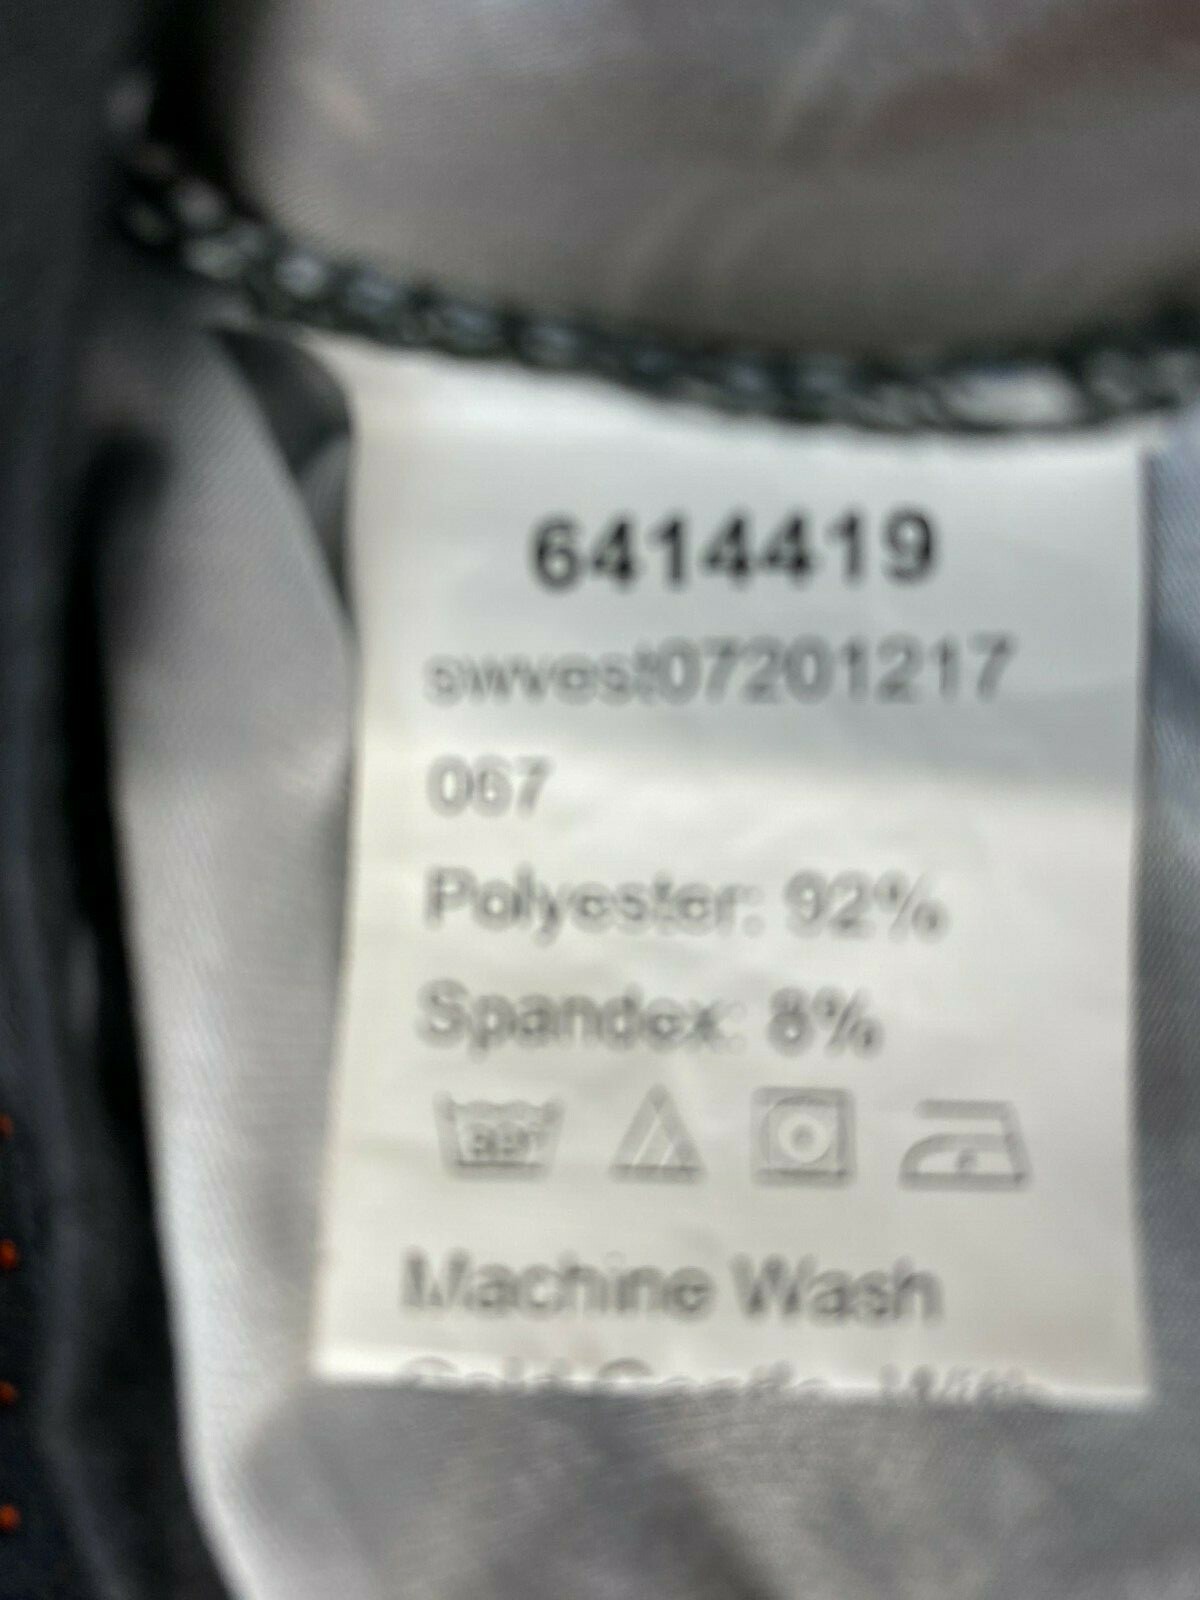 6414419
swvest07201217
067
Polyester: 92%
Spandex: 8%
Machine Wash